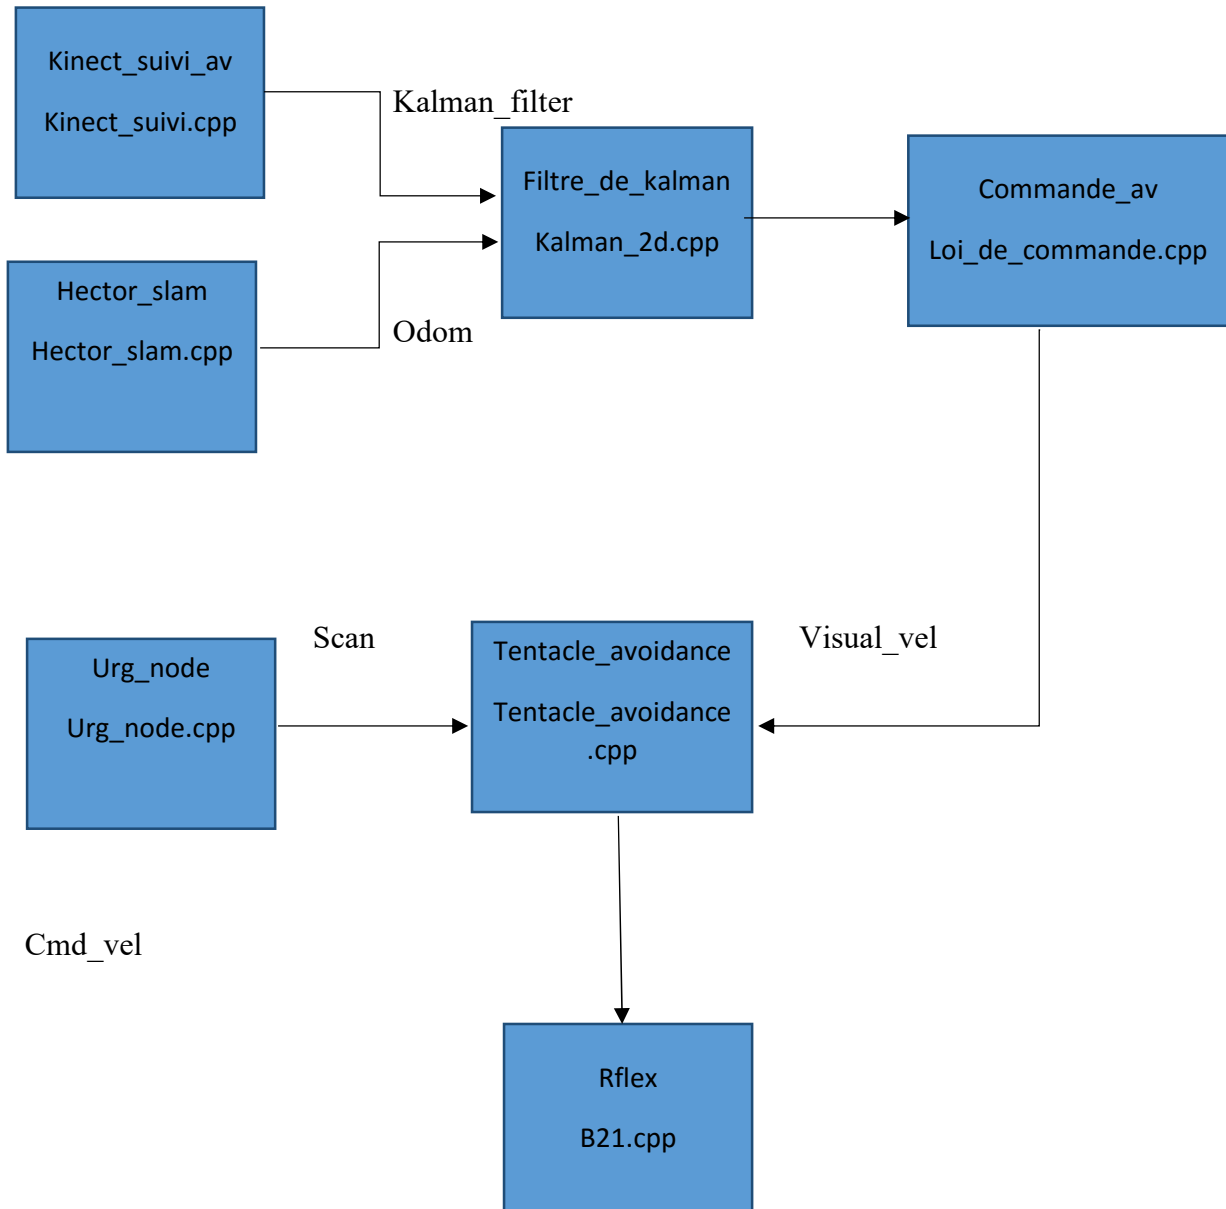 Kinect_suivi_av
Kinect_suivi.cpp
Kalman_filter
Filtre_de_kalman
Kalman_2d.cpp
Commande_av
Loi_de_commande.cpp
Hector_slam
Hector_slam.cpp
Odom
Urg_node
Urg_node.cpp
Scan
Tentacle_avoidance
Tentacle_avoidance
.cpp
Visual_vel
Cmd_vel
Rflex
B21.cpp